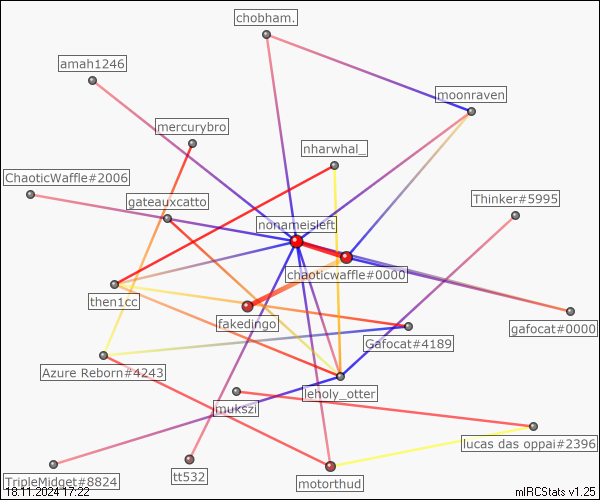 chobham.
amah1246
moonraven
mercurybro
nharwhal_
ChaoticWaffle#2006
gateauxcatto
Thinker#5995
nonameisleft
chaoticwaffle#0000
then1cc
fakedingo
gafocat#0000
Gafocat#4189
Azure Reborn#4243
leholy_otter
mukszi
lucas das oppai#2396
TripleMidget#8824
tt532
motorthud
18.11.2024 17:22
mIRCStats v1.25